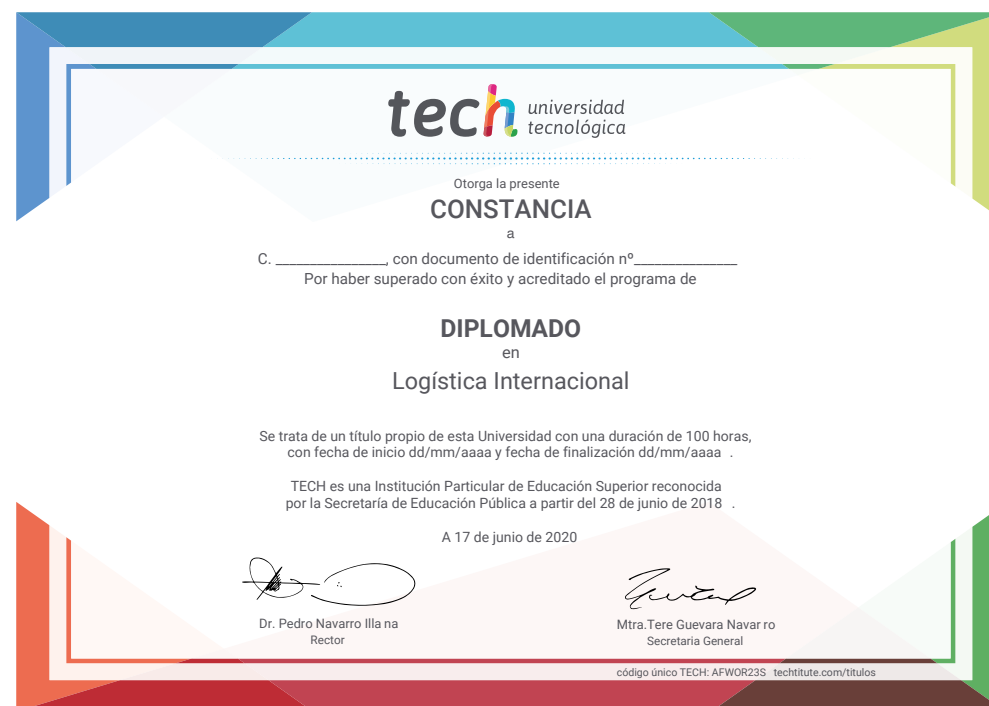 tech universidad
tecnológica
Otorga la presente
CONSTANCIA
a
C. ________________, con documento de identificación nº_______________
Por haber superado con éxito y acreditado el programa de
DIPLOMADO
en
Logística Internacional
Se trata de un título propio de esta Universidad con una duración de 100 horas,
con fecha de inicio dd/mm/aaaa y fecha de finalización dd/mm/aaaa .
TECH es una Institución Particular de Educación Superior reconocida
por la Secretaría de Educación Pública a partir del 28 de junio de 2018 .
A 17 de junio de 2020
Dr. Pedro Navarro Illa na
Rector
Mtra.Tere Guevara Navar ro
Secretaria General
código único TECH: AFWOR23S techtitute.com/titulos